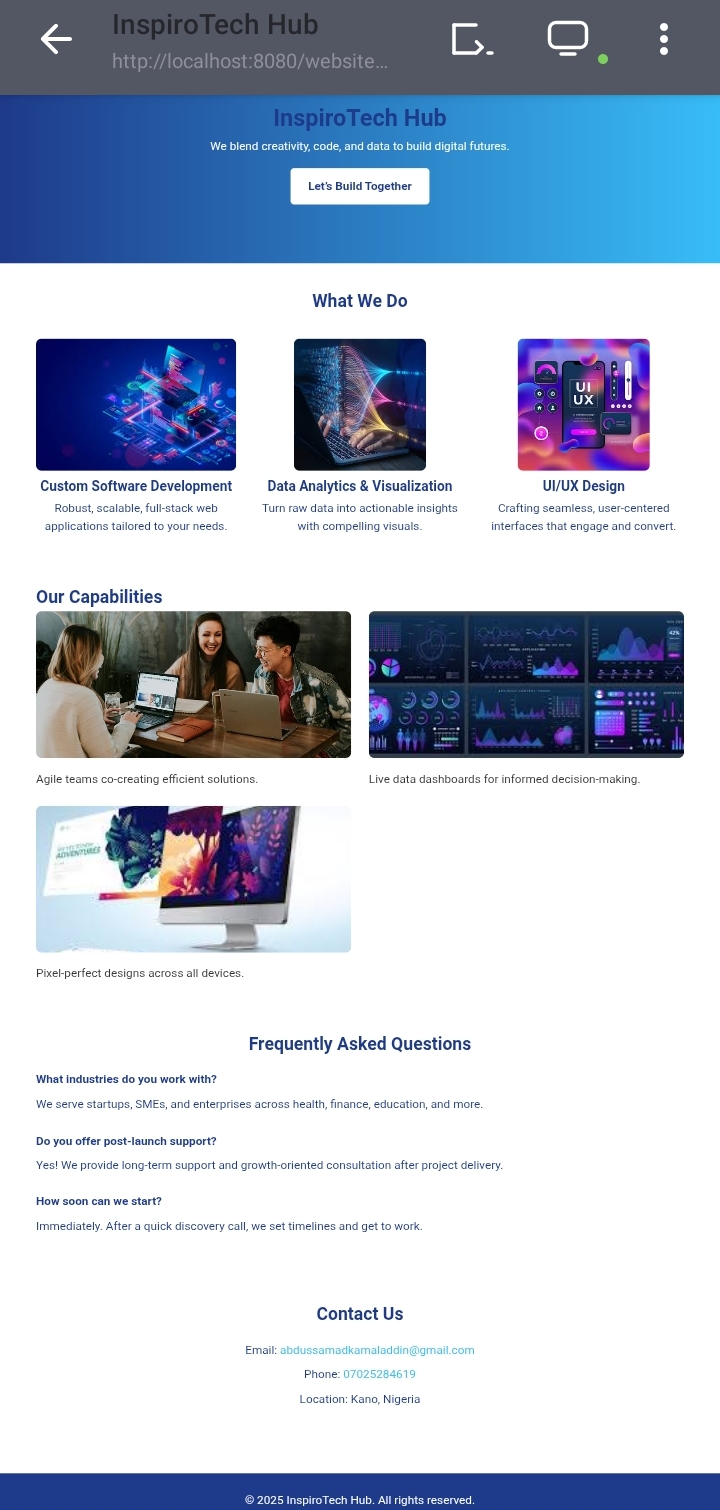 InspiroTech Hub
http://localhost:8080/website...
InspiroTech Hub
We blend creativity, code, and data to build digital futures.
Let's Build Together
What We Do
UI
UX
Custom Software Development
Robust, scalable, full-stack web
applications tailored to your needs.
Data Analytics & Visualization
Turn raw data into actionable insights
with compelling visuals.
UI/UX Design
Crafting seamless, user-centered
interfaces that engage and convert.
Our Capabilities
42%
Agile teams co-creating efficient solutions.
Live data dashboards for informed decision-making.
ADVENTURES
Pixel-perfect designs across all devices.
Frequently Asked Questions
What industries do you work with?
We serve startups, SMEs, and enterprises across health, finance, education, and more.
Do you offer post-launch support?
Yes! We provide long-term support and growth-oriented consultation after project delivery.
How soon can we start?
Immediately. After a quick discovery call, we set timelines and get to work.
Contact Us
Email: abdussamadkamaladdin@gmail.com
Phone: 07025284619
Location: Kano, Nigeria
© 2025 InspiroTech Hub. All rights reserved.